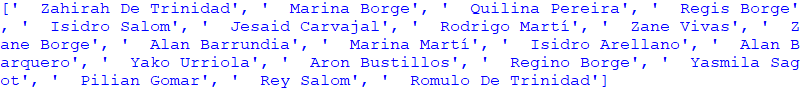 ['  Zahirah De Trinidad', '  Marina Borge', '  Quilina Pereira', '  Regis Borge'
, '  Isidro Salom', '  Jesaid Carvajal', '  Rodrigo Martí', '  Zane Vivas', '  Z
ane Borge', '  Alan Barrundia', '  Marina Martí', '  Isidro Arellano', '  Alan B
arquero', '  Yako Urriola', '  Aron Bustillos', '  Regino Borge', '  Yasmila Sag
ot', '  Pilian Gomar', '  Rey Salom', '  Romulo De Trinidad']